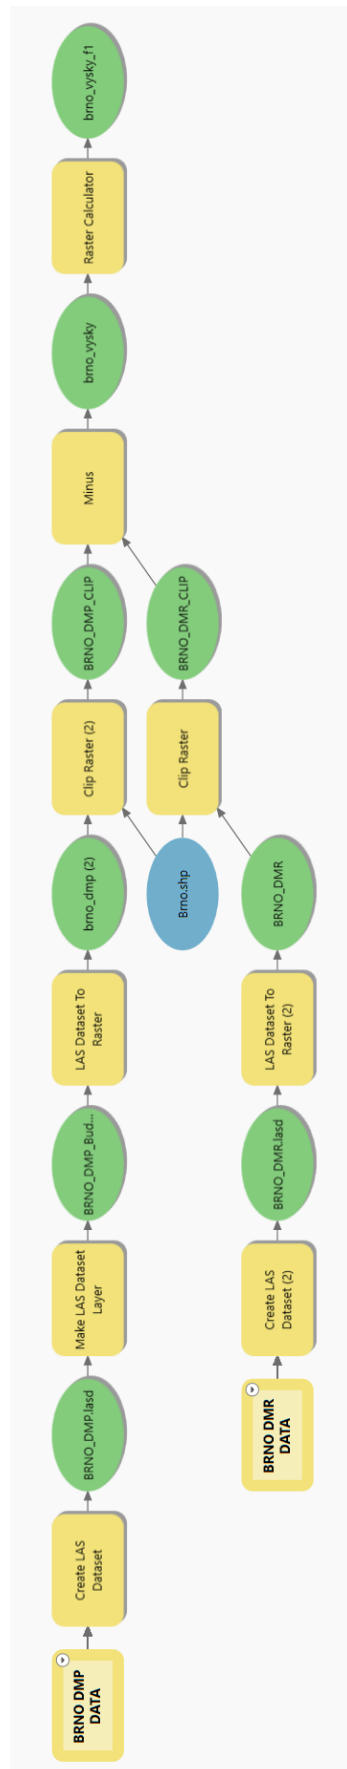 BRNO DMP
DATA
Create LAS
Dataset
BRNO_DMP.lasd
Make LAS Dataset
Layer
BRNO_DMP_Bud...
LAS Dataset To
Raster
brno_dmp (2)
Clip Raster (2)
BRNO_DMP_CLIP
Minus
brno_vysky
Raster Calculator
brno_vysky_f1
Brno.shp
Clip Raster
BRNO_DMR_CLIP
BRNO DMR
DATA
Create LAS
Dataset (2)
BRNO_DMR.lasd
LAS Dataset To
Raster (2)
BRNO_DMR